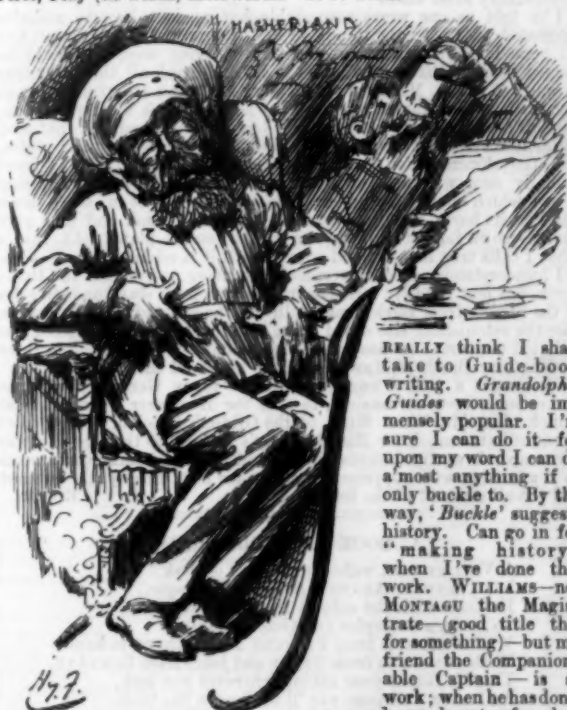 MASHERLAND
I REALLY think I sha
take to Guide-boo
writing. Grandolph
Guides would be im
mensely popular. I'
sure I can do it—fo
upon my word I can d
a'most anything if
only buckle to. By th
way, 'Buckle' sugges
history. Can go in fo
"making history"
when I've done th
work. WILLIAMS—no
MONTAGU the Magis
trate—(good title th
for something)—but m
friend the Companion
able Captain — is a
work; when he has don
Hy. F.